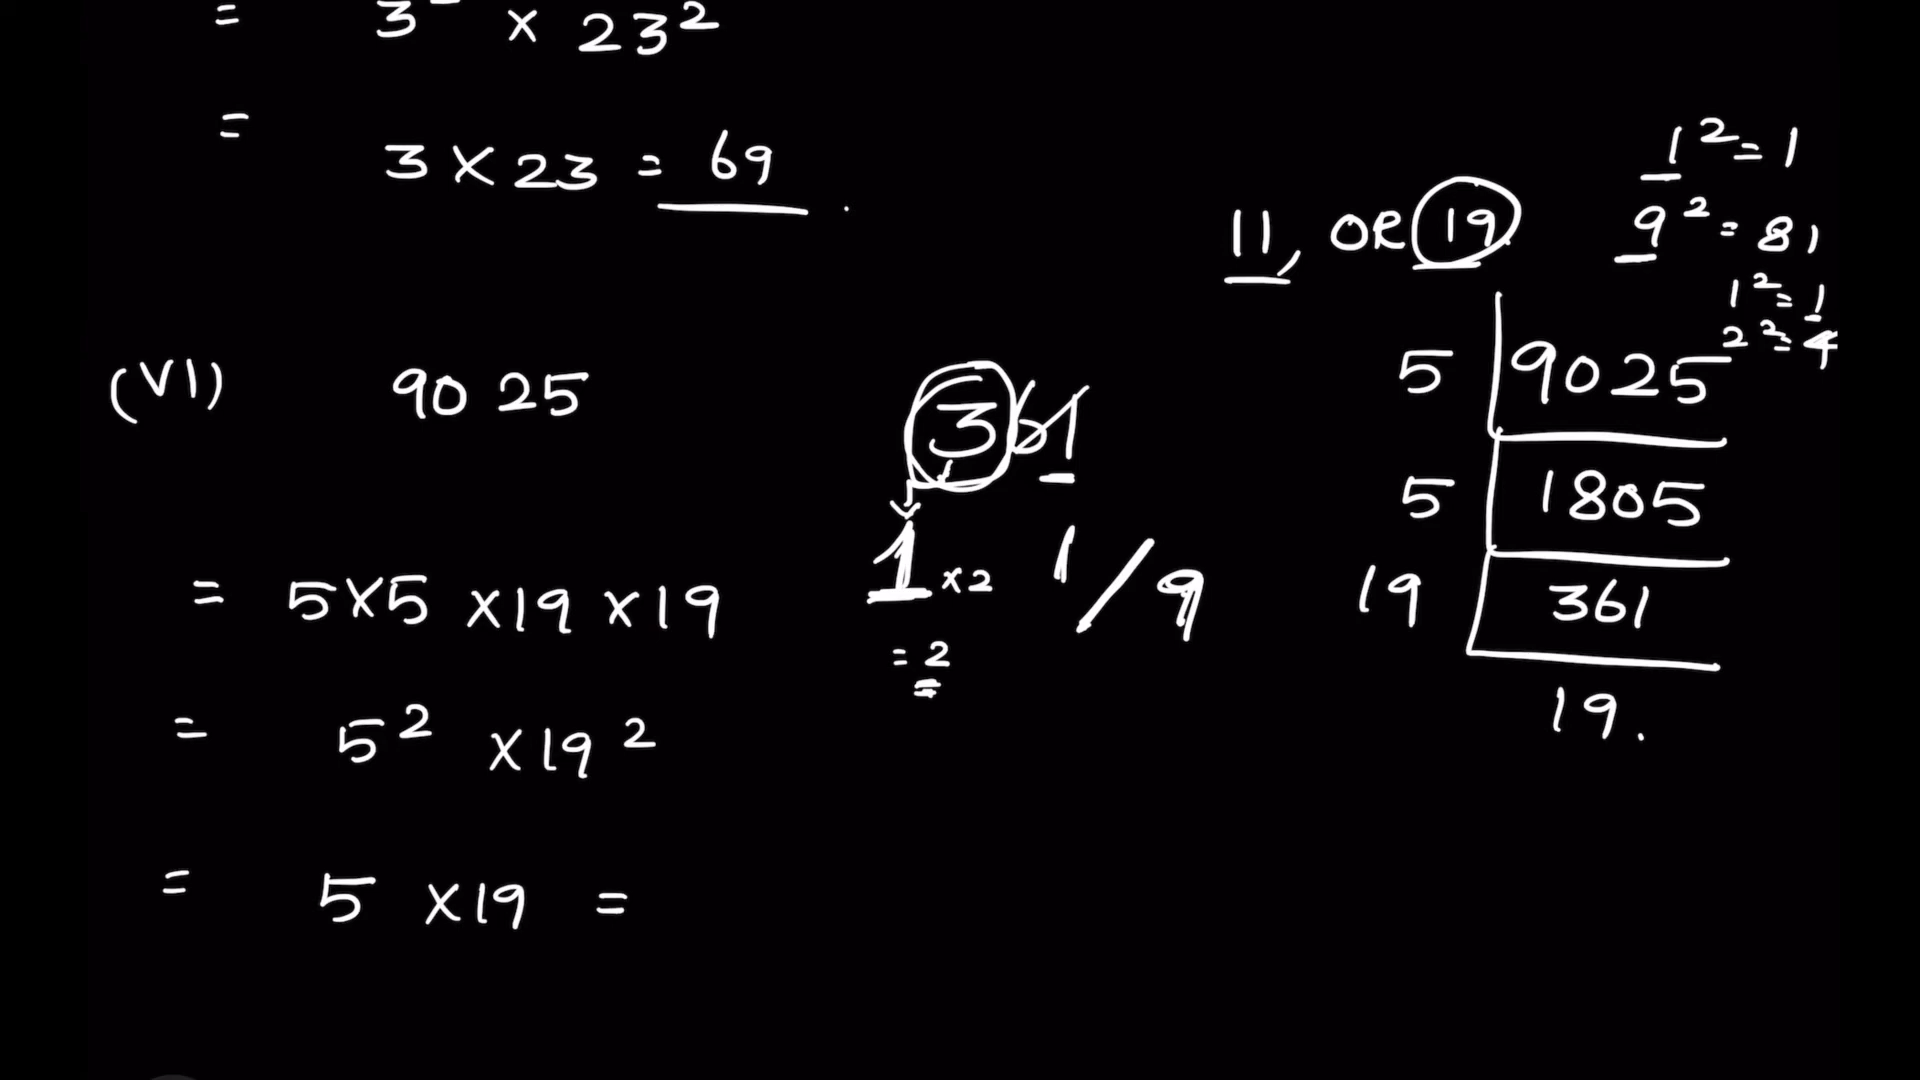 = 3² × 23²
= 3 × 23 = 69
(VI) 9025
= 5×5 ×19 ×19
= 5² ×19²
= 5 ×19 =
361
1 ×2 1/9
= 2
11, OR 19
1² = 1
9² = 81
1² = 1
2² = 4
5 9025
5 1805
19 361
19.